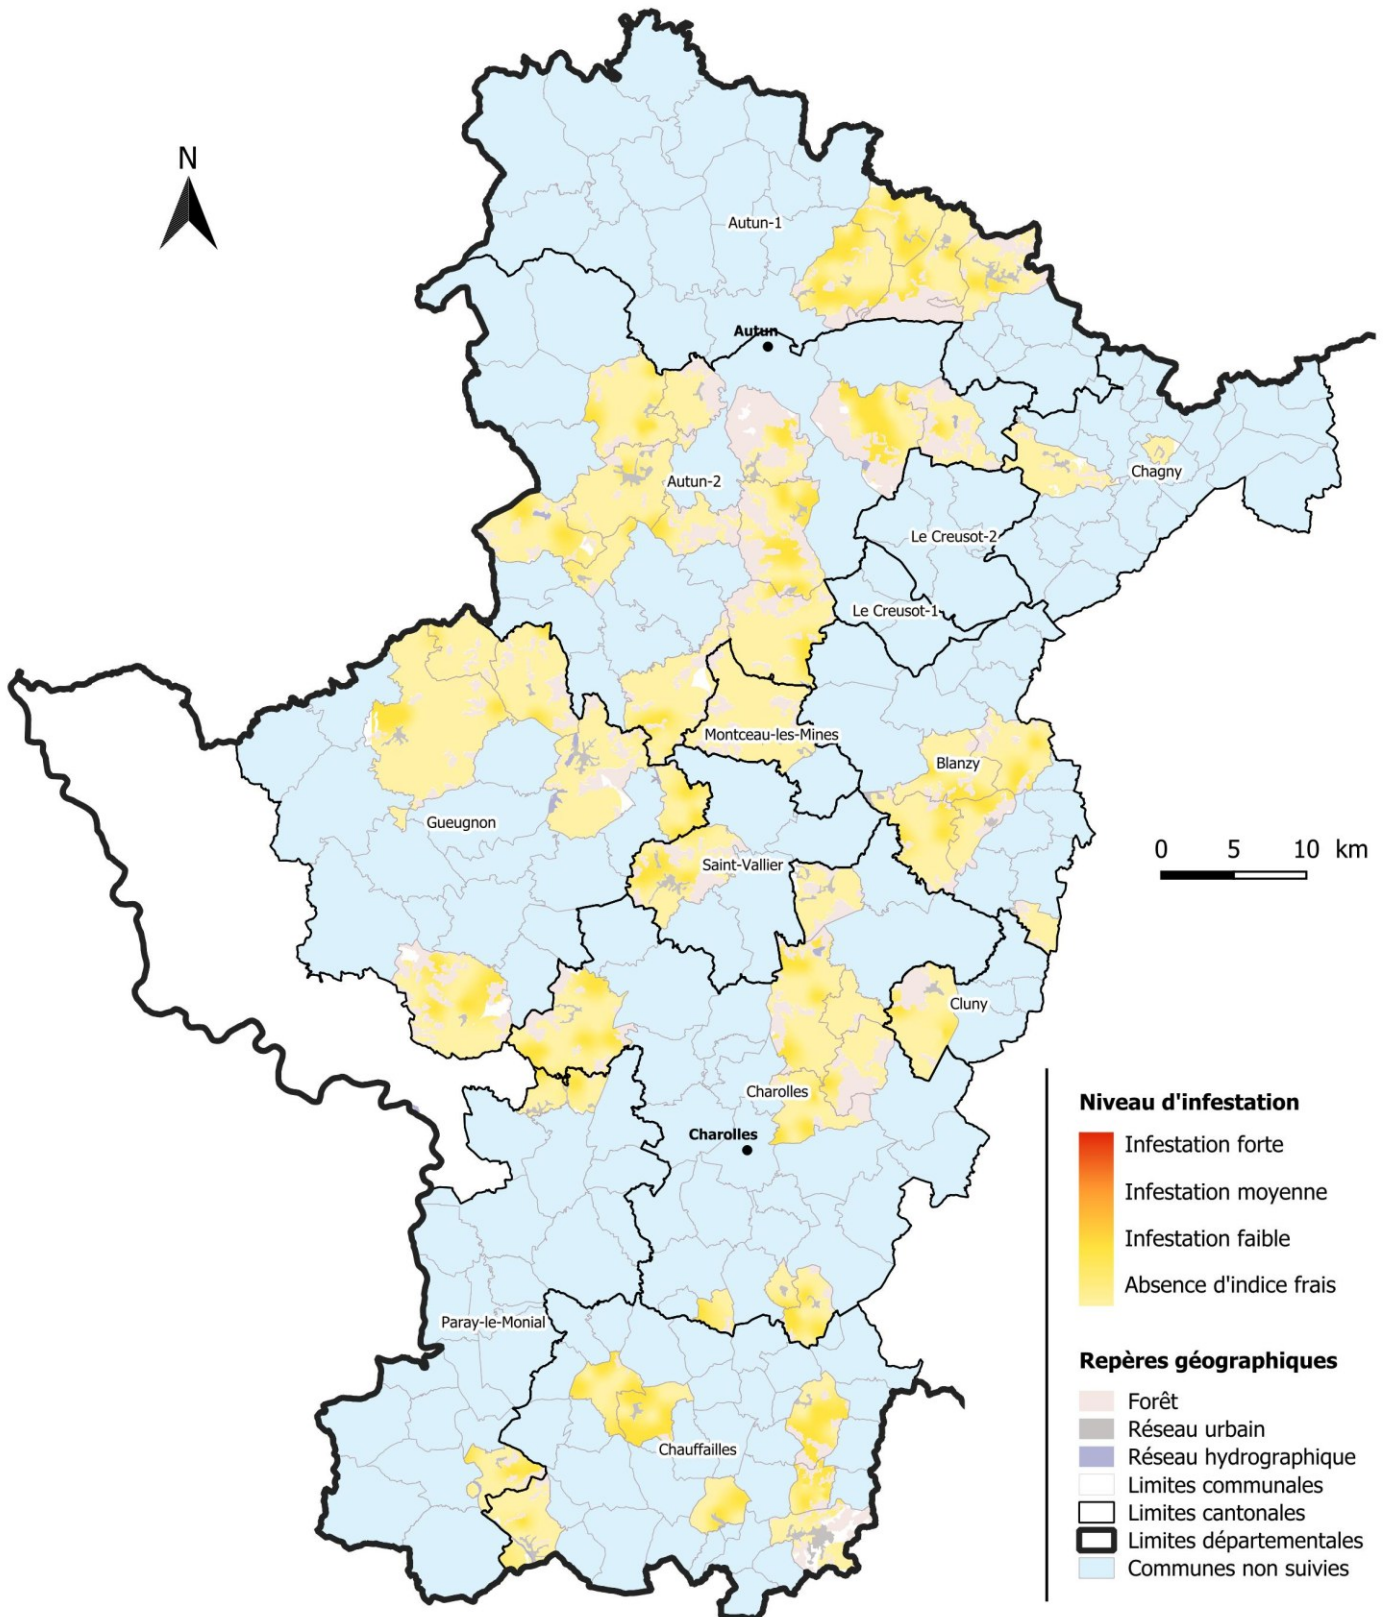 N
Autun-1
Autun
Autun-2
Chagny
Le Creusot-2
Le Creusot-1
Montceau-les-Mines
Blanzy
Gueugnon
0 5 10 km
Saint-Vallier
Cluny
Charolles
Charolles
Paray-le-Monial
Chauffailles
Niveau d'infestation
Infestation forte
Infestation moyenne
Infestation faible
Absence d'indice frais
Repères géographiques
Forêt
Réseau urbain
Réseau hydrographique
Limites communales
Limites cantonales
Limites départementales
Communes non suivies